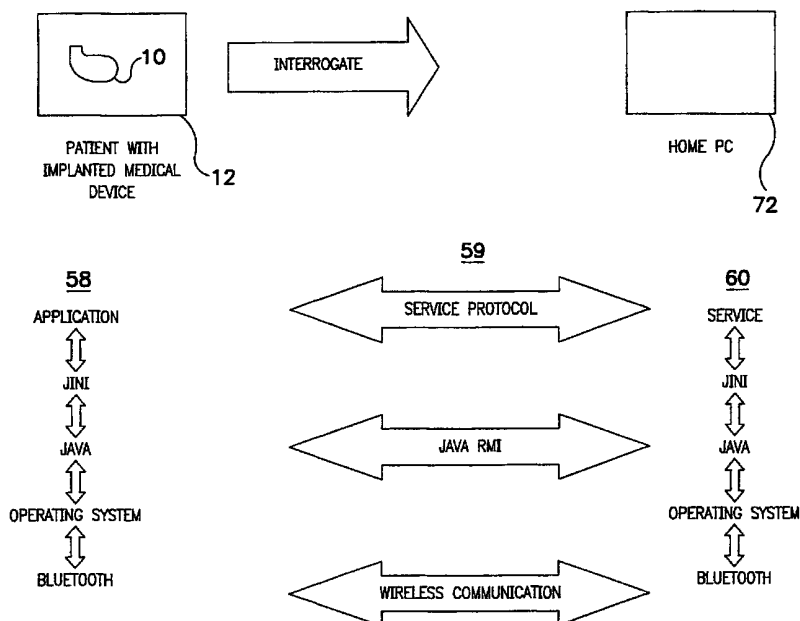 10
INTERROGATE
PATIENT WITH
IMPLANTED MEDICAL
DEVICE
12
HOME PC
72
58
APPLICATION
JINI
JAVA
OPERATING SYSTEM
BLUETOOTH
59
SERVICE PROTOCOL
JAVA RMI
WIRELESS COMMUNICATION
60
SERVICE
JINI
JAVA
OPERATING SYSTEM
BLUETOOTH